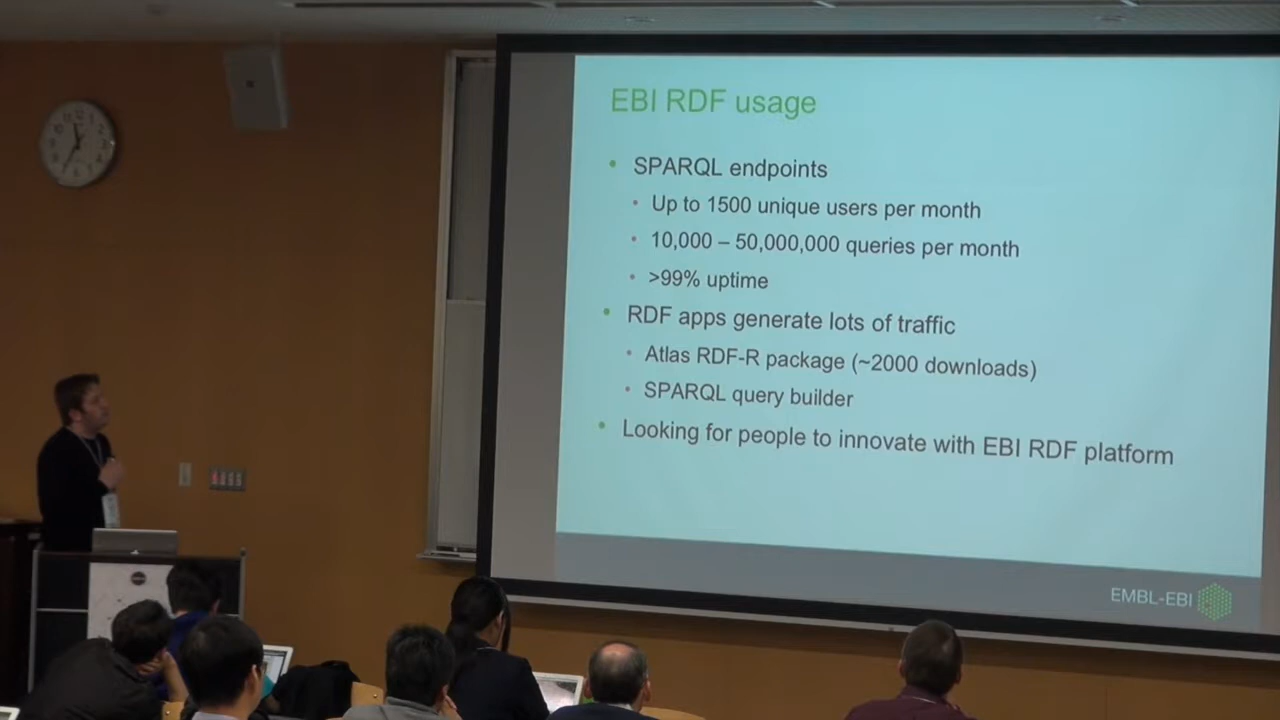 EBI RDF usage
• SPARQL endpoints
• Up to 1500 unique users per month
• 10,000 – 50,000,000 queries per month
• >99% uptime
• RDF apps generate lots of traffic
• Atlas RDF-R package (~2000 downloads)
• SPARQL query builder
• Looking for people to innovate with EBI RDF platform
EMBL-EBI